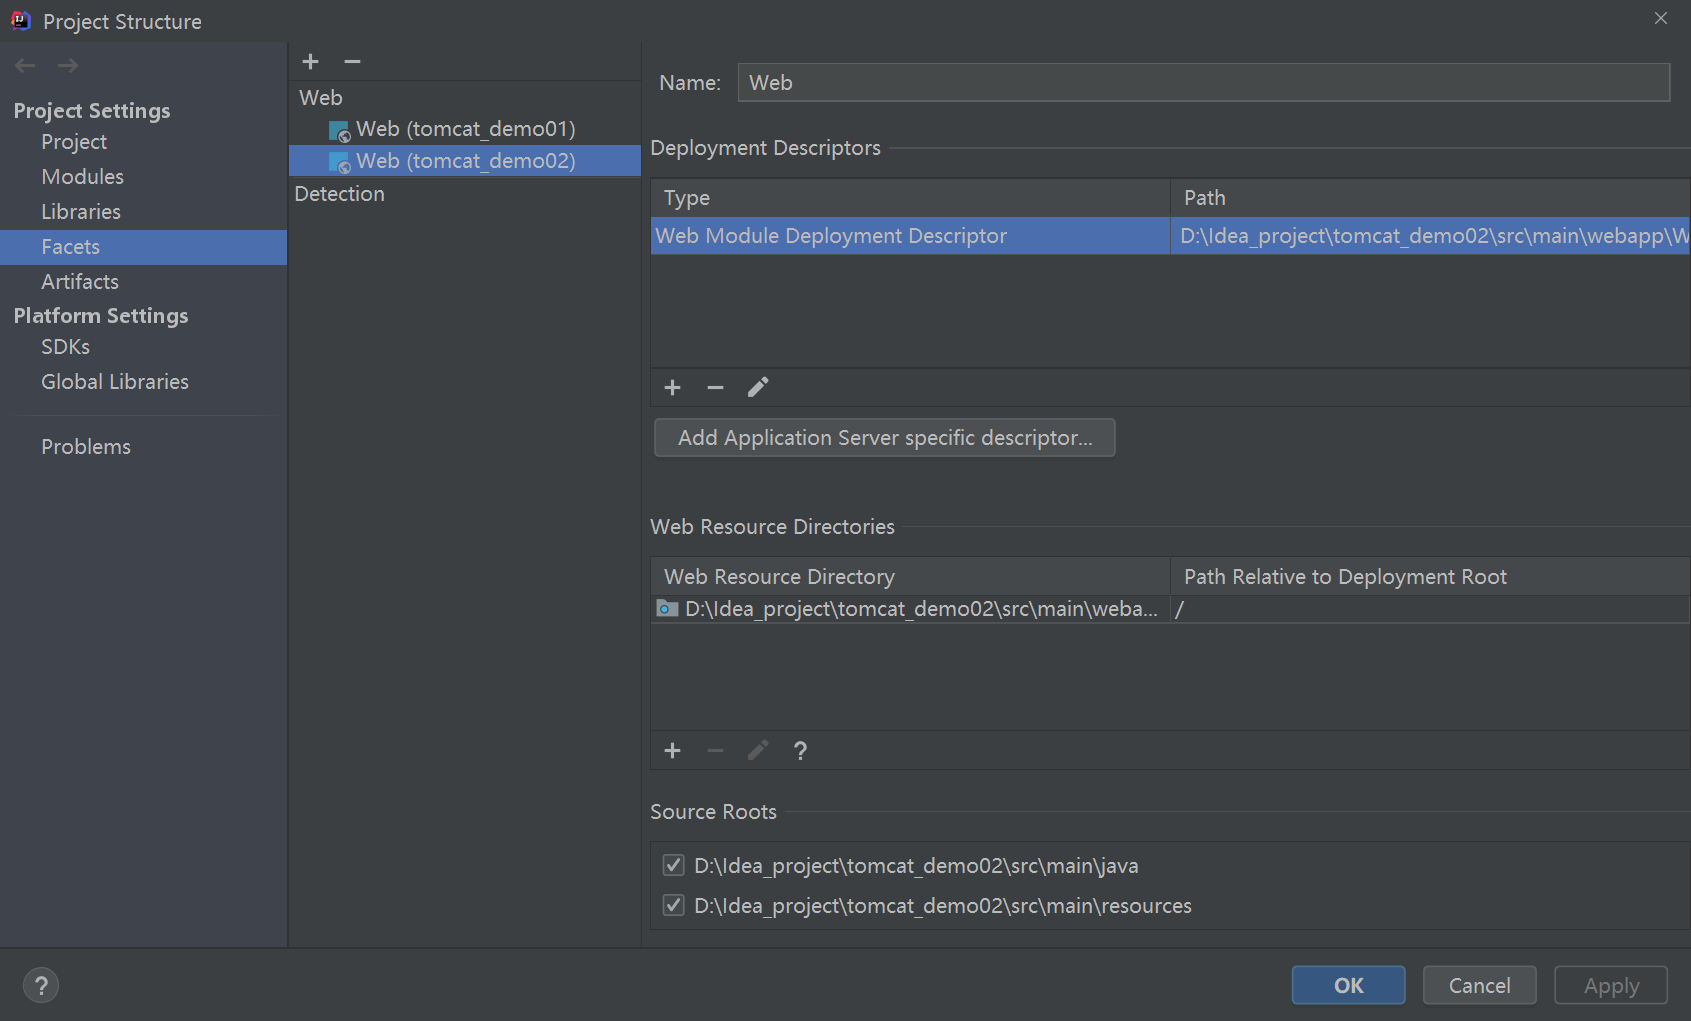 Project Structure
Project Settings
Project
Modules
Libraries
Facets
Artifacts
Platform Settings
SDKs
Global Libraries
Problems
Web
Web (tomcat_demo01)
Web (tomcat_demo02)
Detection
Name: Web
Deployment Descriptors
Type Path
Web Module Deployment Descriptor D:\Idea_project\tomcat_demo02\src\main\webapp\W
Add Application Server specific descriptor...
Web Resource Directories
Web Resource Directory Path Relative to Deployment Root
D:\Idea_project\tomcat_demo02\src\main\weba... /
?
Source Roots
D:\Idea_project\tomcat_demo02\src\main\java
D:\Idea_project\tomcat_demo02\src\main\resources
? OK Cancel Apply